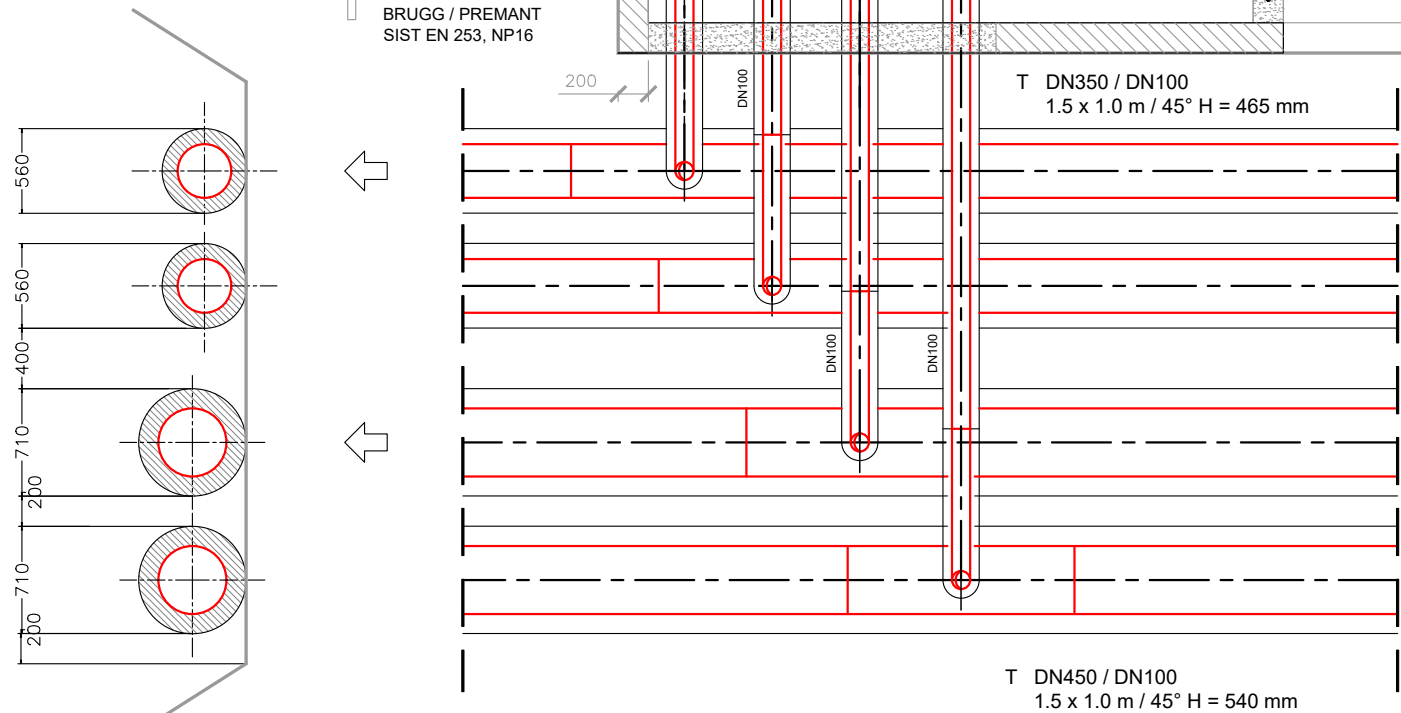 BRUGG / PREMANT
SIST EN 253, NP16
200
DN100
T DN350 / DN100
1.5 x 1.0 m / 45° H = 465 mm
560
560
400
710
200
710
200
DN100
DN100
T DN450 / DN100
1.5 x 1.0 m / 45° H = 540 mm